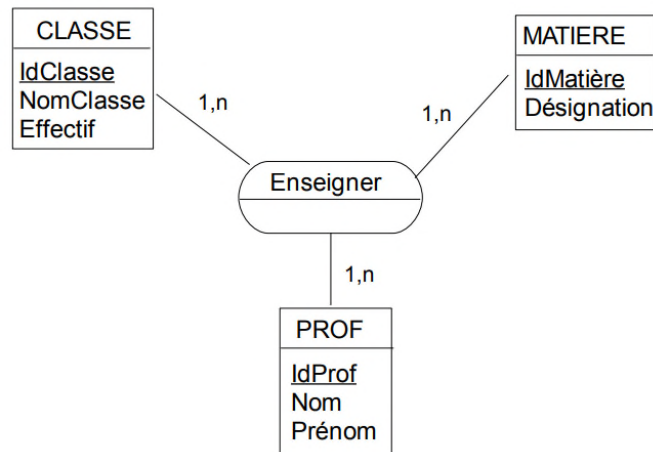 CLASSE
IdClasse
NomClasse
Effectif
MATIERE
IdMatière
Désignation
1,n
1,n
Enseigner
1,n
PROF
IdProf
Nom
Prénom